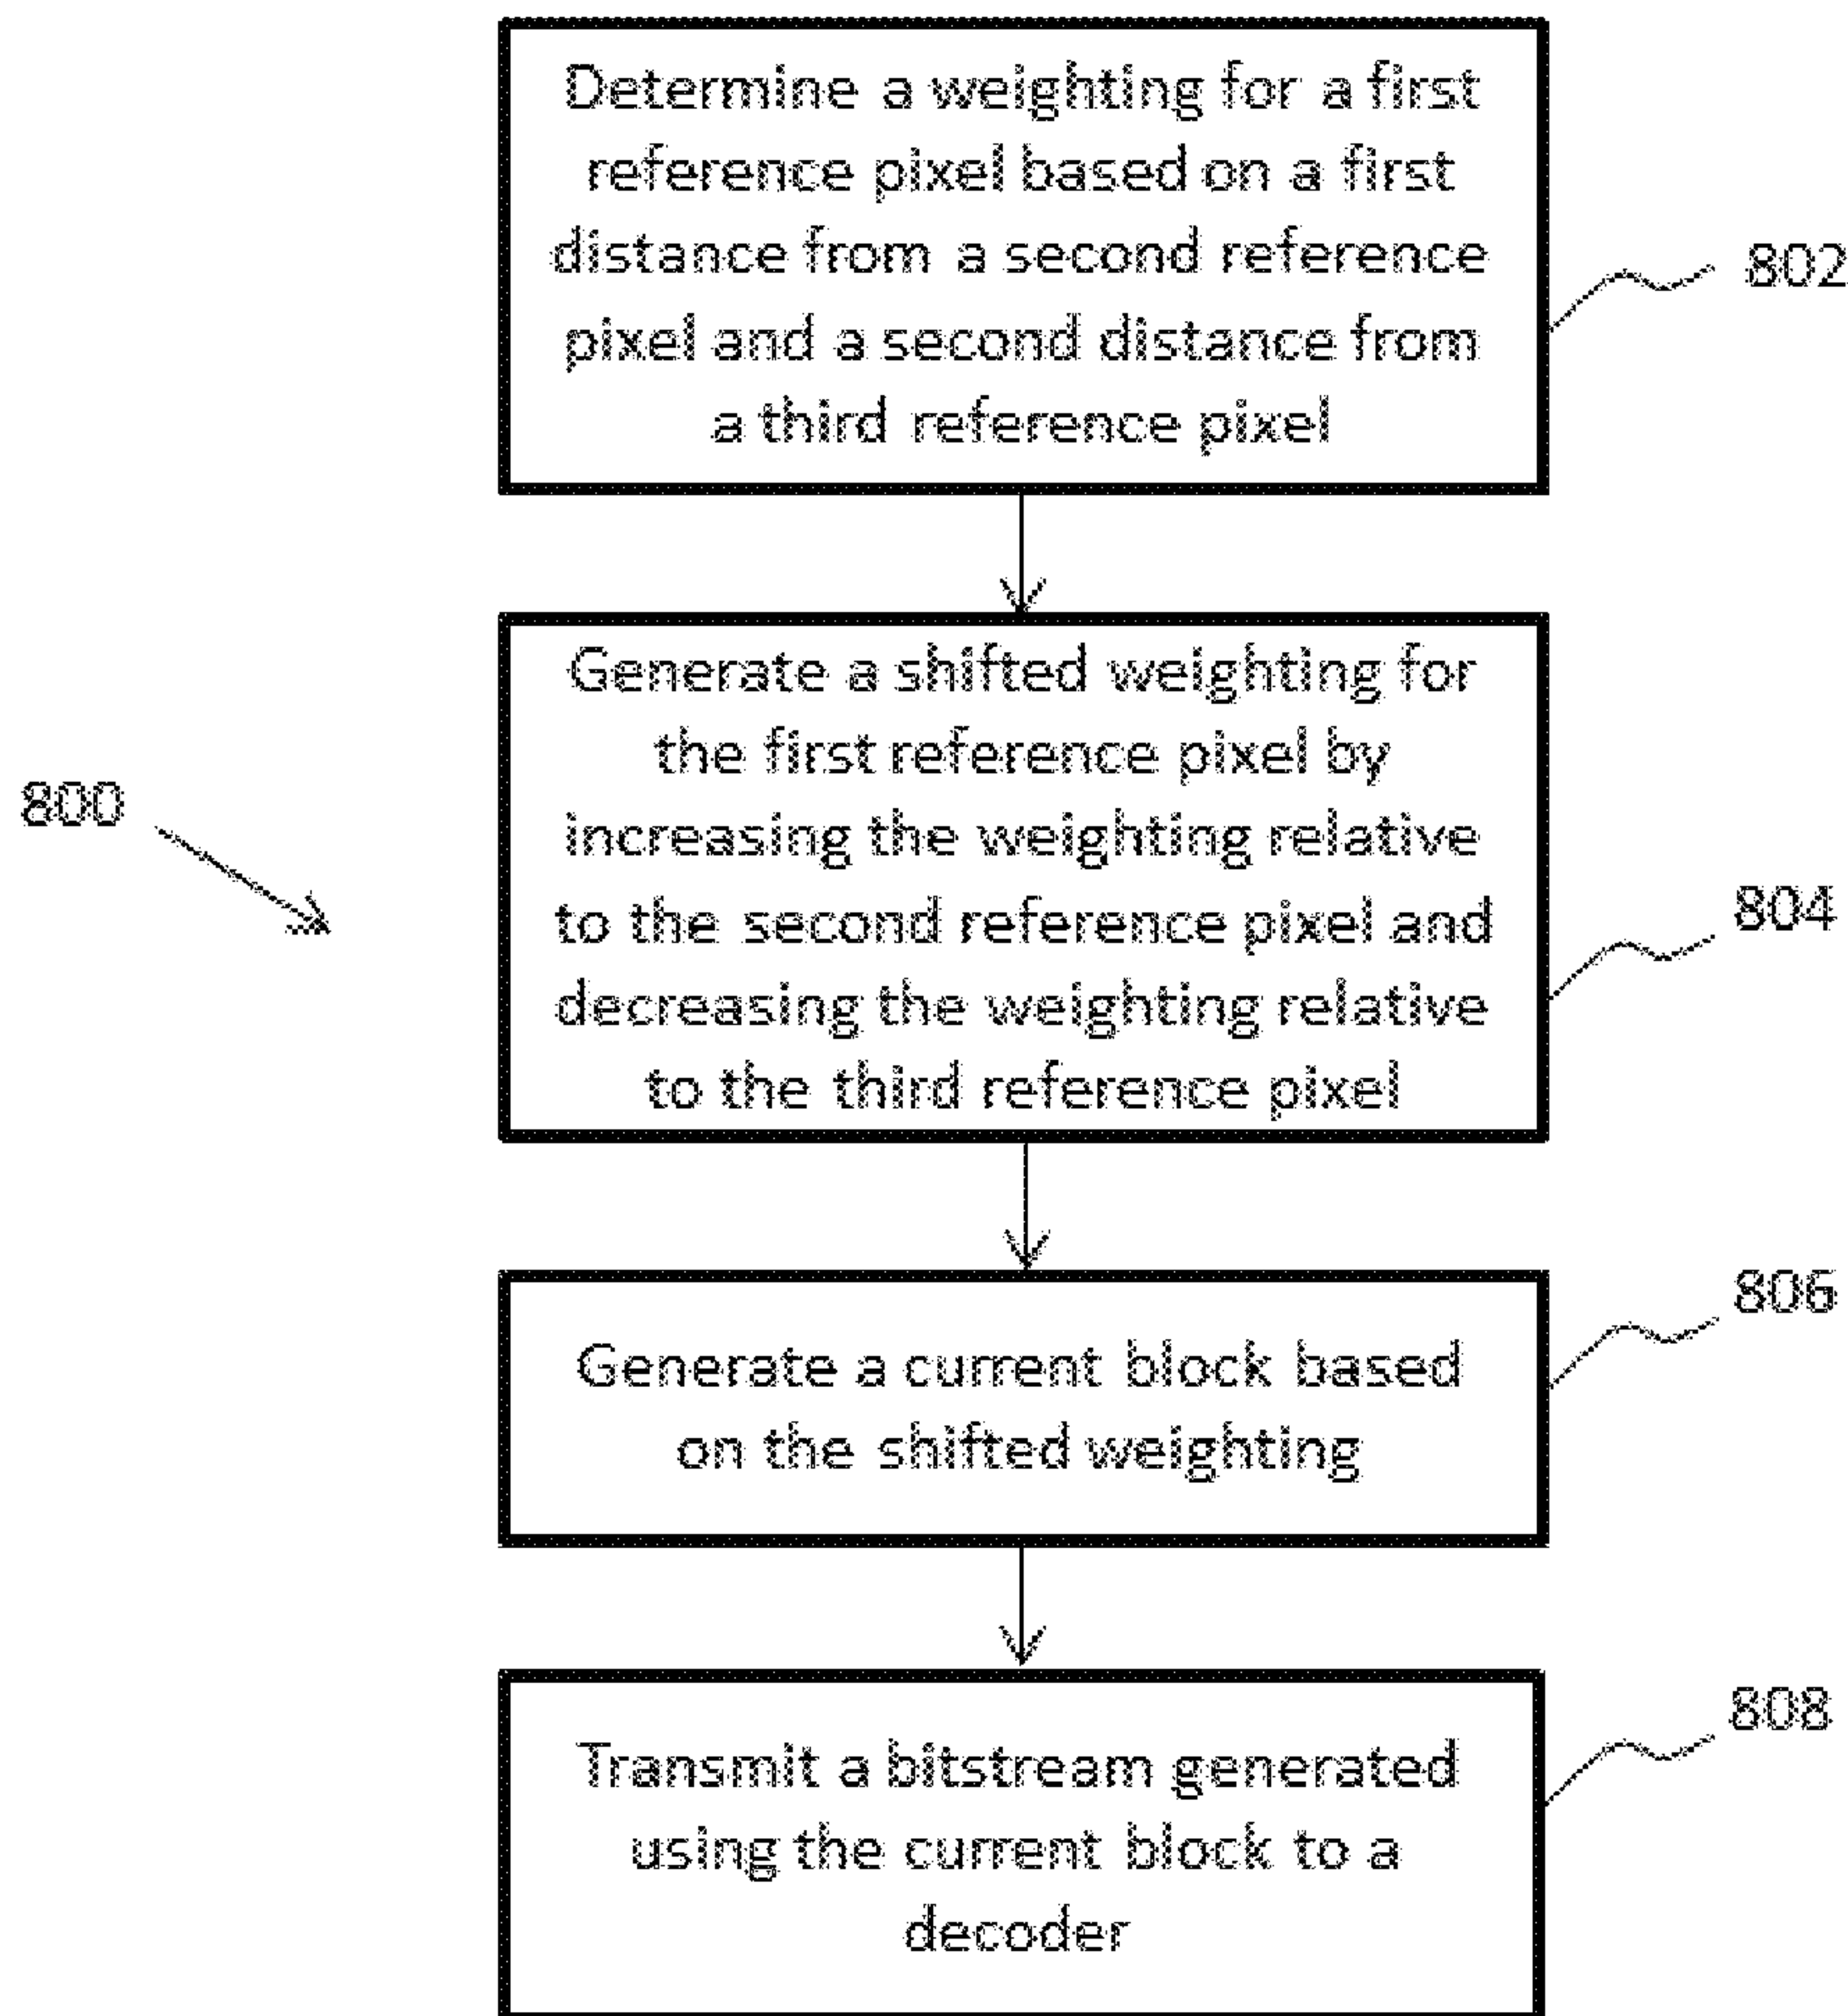 Determine a weighting for a first
reference pixel based on a first
distance from a second reference
pixel and a second distance from
a third reference pixel
802
Generate a shifted weighting for
the first reference pixel by
increasing the weighting relative
to the second reference pixel and
decreasing the weighting relative
to the third reference pixel
800
804
Generate a current block based
on the shifted weighting
806
Transmit a bitstream generated
using the current block to a
decoder
808